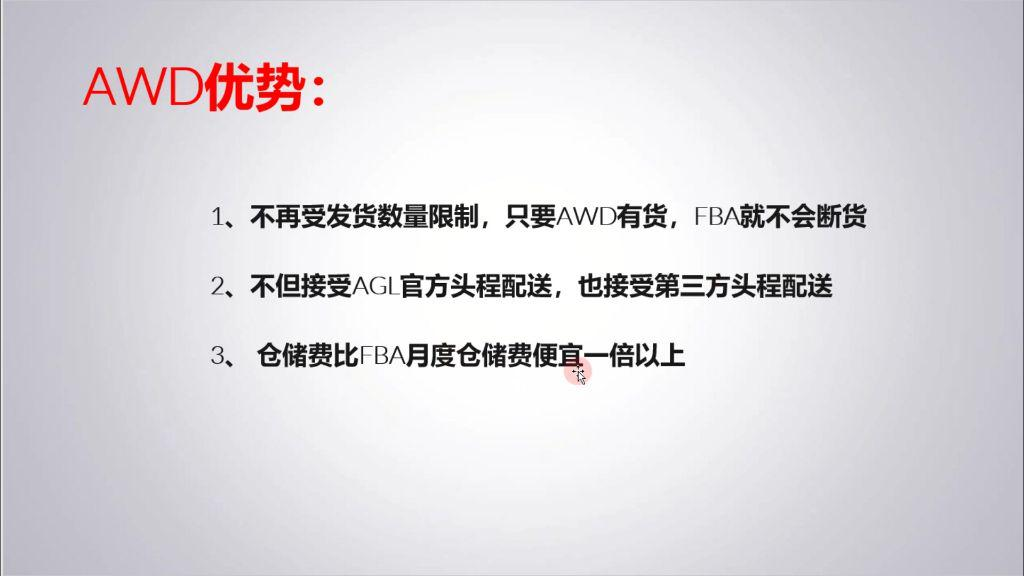 AWD优势：
1、不再受发货数量限制，只要AWD有货，FBA就不会断货
2、不但接受AGL官方头程配送，也接受第三方头程配送
3、 仓储费比FBA月度仓储费便宜一倍以上